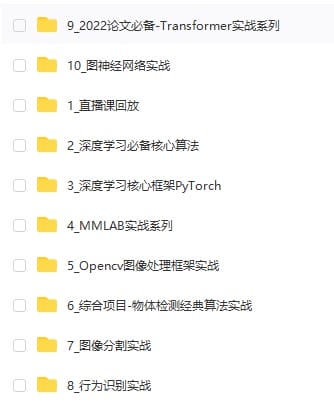 9_2022论文必备-Transformer实战系列
10_图神经网络实战
1_直播课回放
2_深度学习必备核心算法
3_深度学习核心框架PyTorch
4_MMLAB实战系列
5_Opencv图像处理框架实战
6_综合项目-物体检测经典算法实战
7_图像分割实战
8_行为识别实战